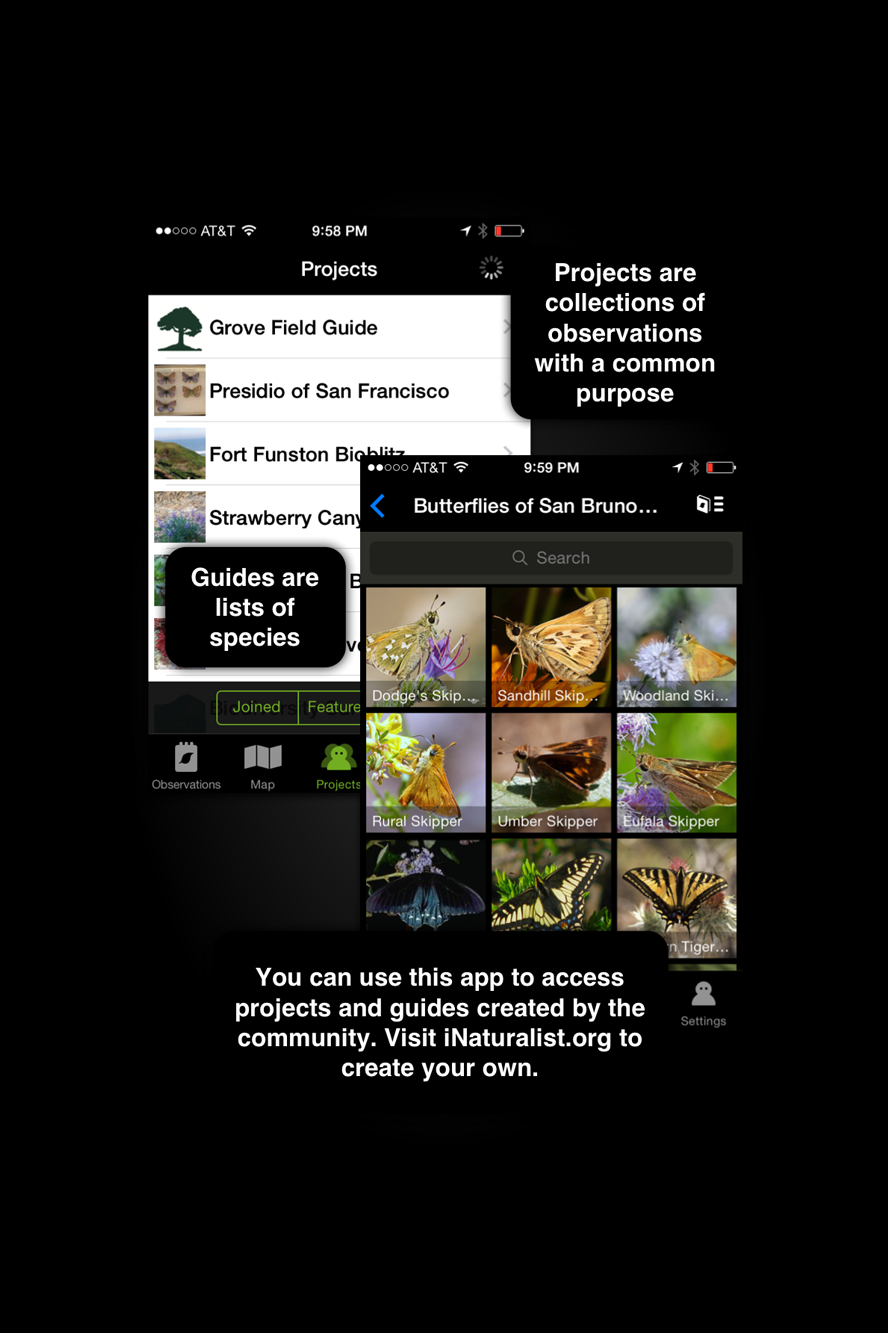 AT&T 9:58 PM
Projects
Grove Field Guide
Presidio of San Francisco
Fort Funston Bioblitz
Strawberry Cany
B
Joined Feature
Observations Map Projects
Projects are
collections of
observations
with a common
purpose
Guides are
lists of
species
AT&T 9:59 PM
Butterflies of San Bruno...
Search
Dodge's Skip... Sandhill Skip... Woodland Ski...
Rural Skipper Umber Skipper Eufala Skipper
n Tiger...
Settings
You can use this app to access
projects and guides created by the
community. Visit iNaturalist.org to
create your own.